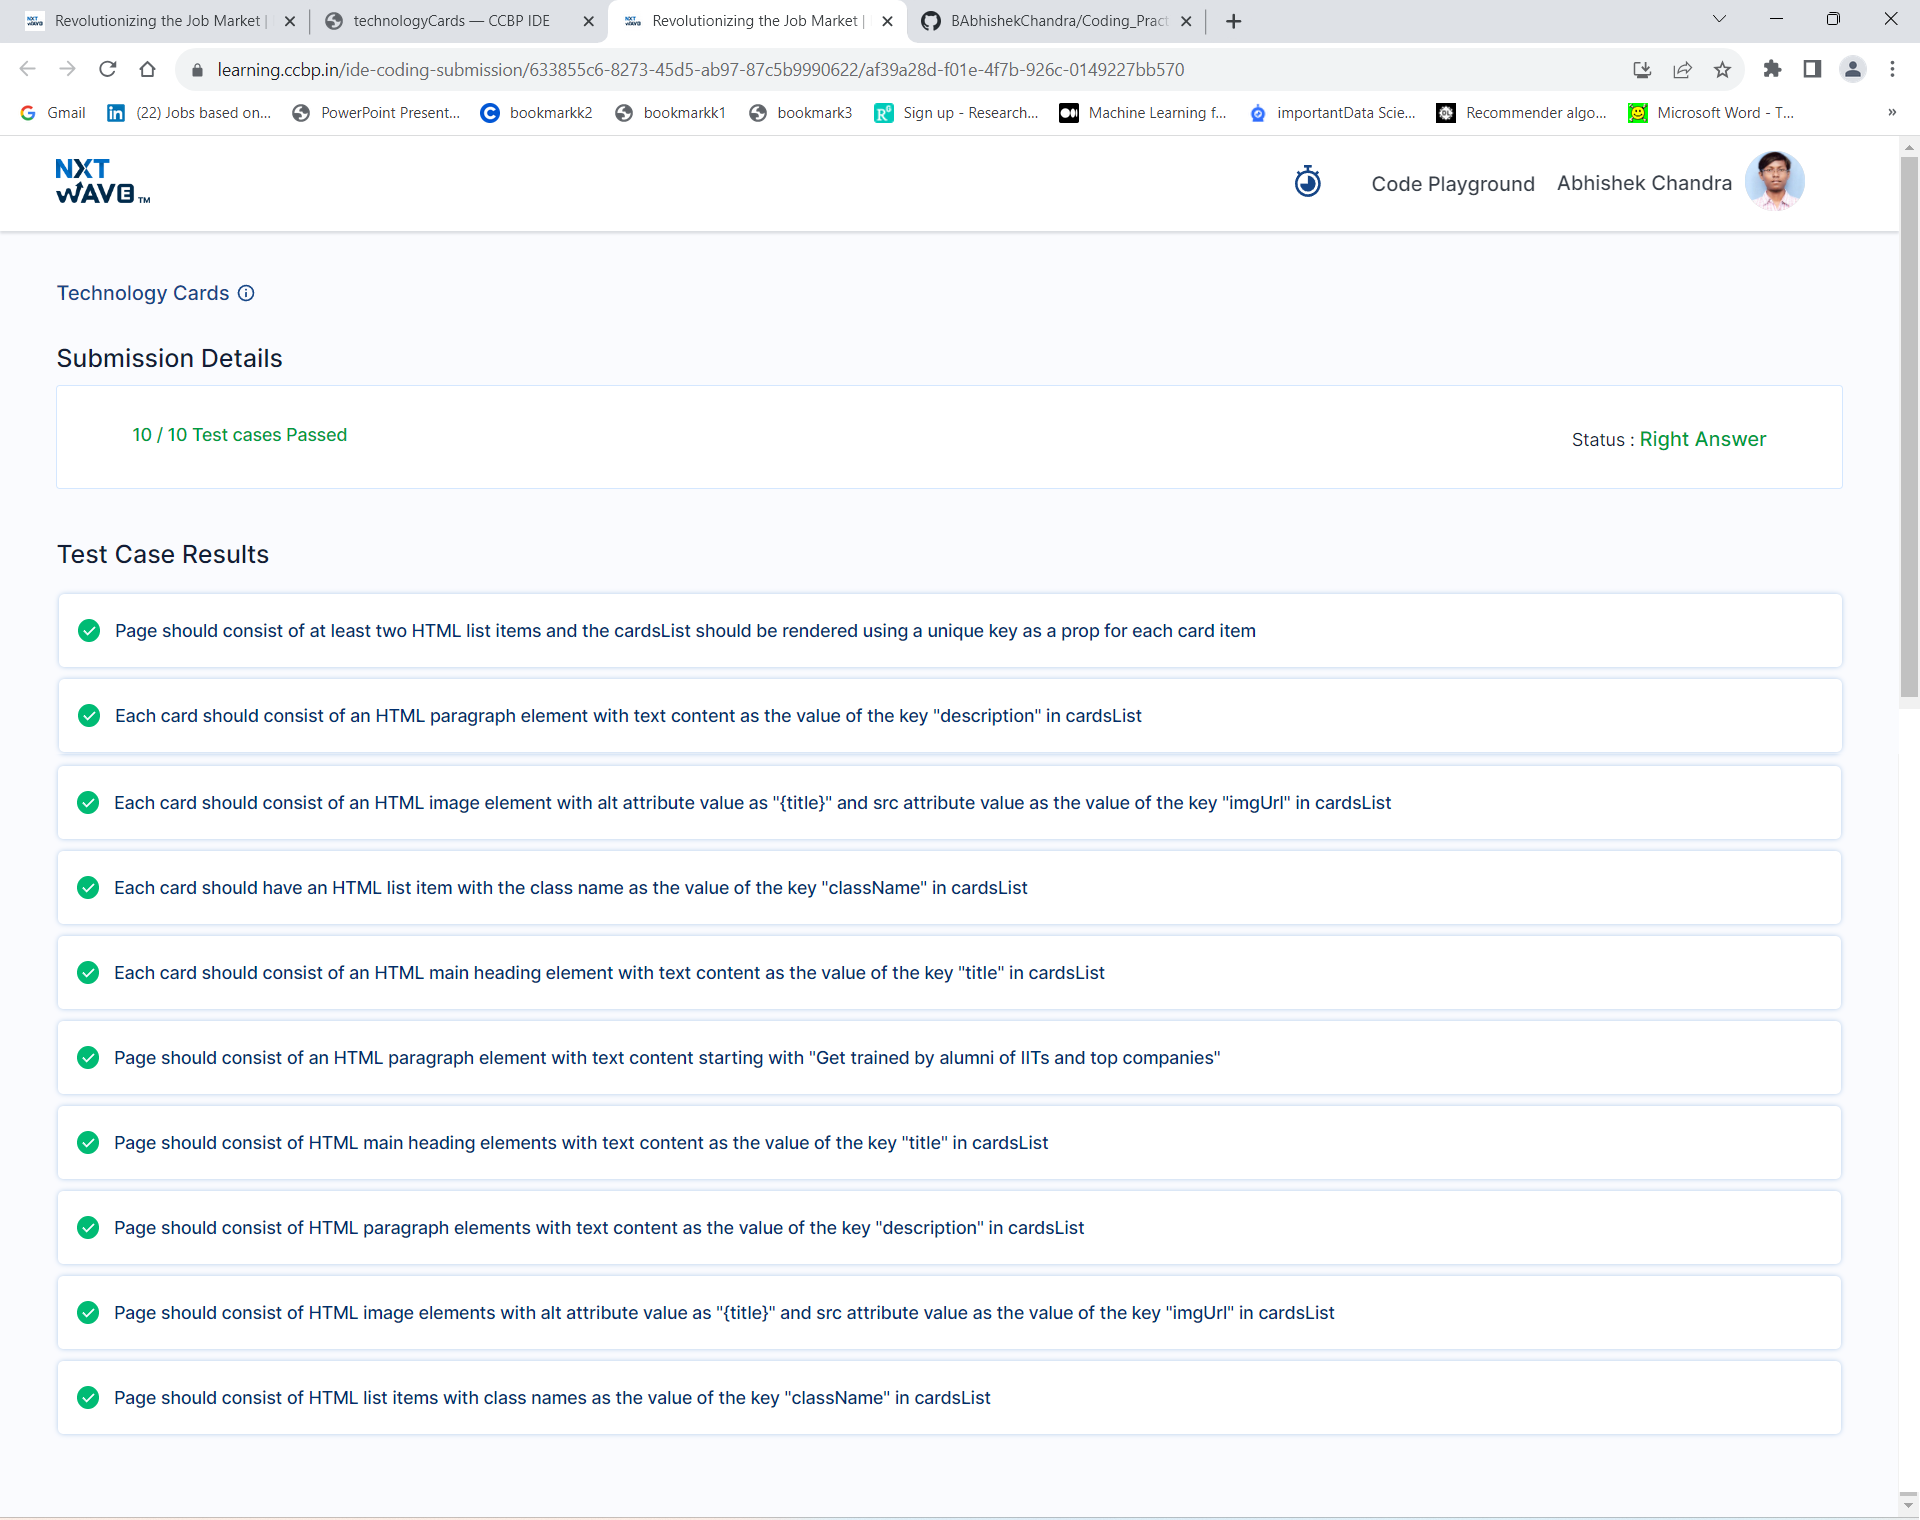 Revolutionizing the Job Market |
technologyCards — CCBP IDE
Revolutionizing the Job Market |
BAbhishekChandra/Coding_Pract
learning.ccbp.in/ide-coding-submission/633855c6-8273-45d5-ab97-87c5b9990622/af39a28d-f01e-4f7b-926c-0149227bb570
Gmail
(22) Jobs based on...
PowerPoint Present...
bookmarkk2
bookmarkk1
bookmark3
Sign up - Research...
Machine Learning f...
importantData Scie...
Recommender algo...
Microsoft Word - T...
»
NXT
WAVE TM
Code Playground
Abhishek Chandra
Technology Cards
Submission Details
10 / 10 Test cases Passed
Status : Right Answer
Test Case Results
Page should consist of at least two HTML list items and the cardsList should be rendered using a unique key as a prop for each card item
Each card should consist of an HTML paragraph element with text content as the value of the key "description" in cardsList
Each card should consist of an HTML image element with alt attribute value as "{title}" and src attribute value as the value of the key "imgUrl" in cardsList
Each card should have an HTML list item with the class name as the value of the key "className" in cardsList
Each card should consist of an HTML main heading element with text content as the value of the key "title" in cardsList
Page should consist of an HTML paragraph element with text content starting with "Get trained by alumni of IITs and top companies"
Page should consist of HTML main heading elements with text content as the value of the key "title" in cardsList
Page should consist of HTML paragraph elements with text content as the value of the key "description" in cardsList
Page should consist of HTML image elements with alt attribute value as "{title}" and src attribute value as the value of the key "imgUrl" in cardsList
Page should consist of HTML list items with class names as the value of the key "className" in cardsList